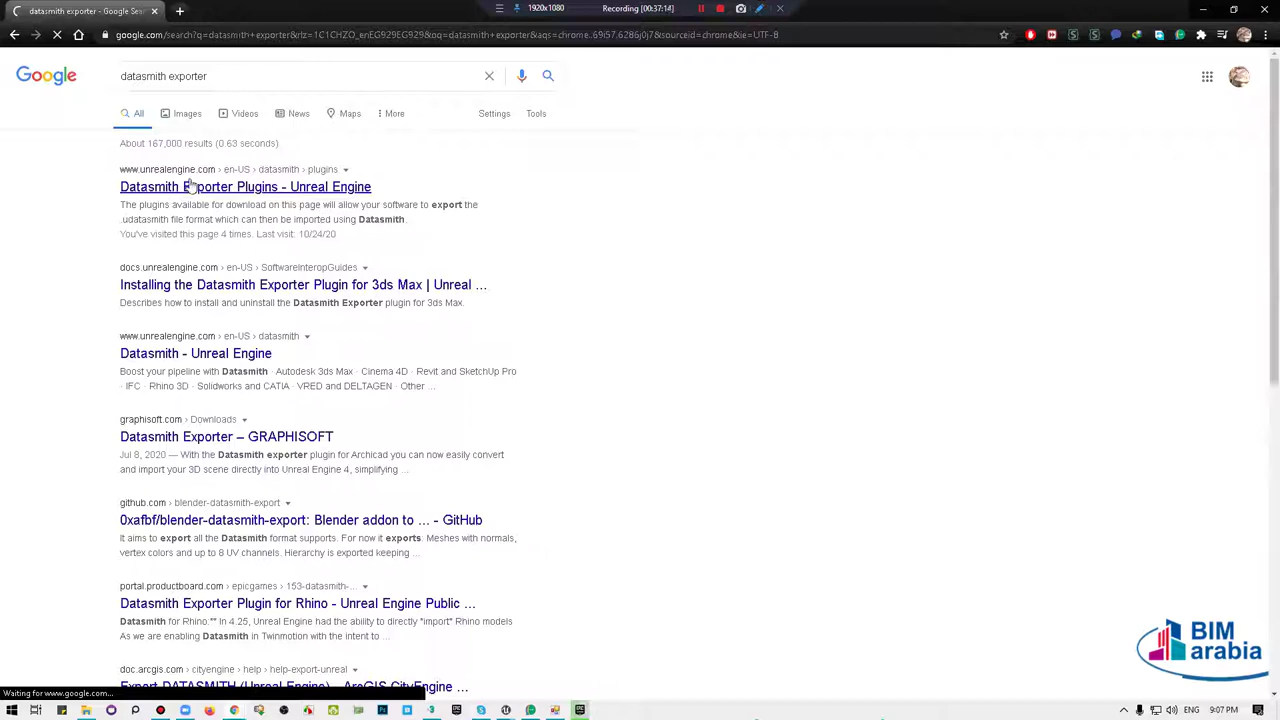 datasmith exporter - Google Sea
1920x1080
Recording [00:37:14]
google.com/search?q=datasmith+exporter&rlz=1C1CHZO_enEG929EG929&oq=datasmith+exporter&aqs=chrome..69i57.6286j0j7&sourceid=chrome&ie=UTF-8
Google
datasmith exporter
All
Images
Videos
News
Maps
More
Settings
Tools
About 167,000 results (0.63 seconds)
www.unrealengine.com › en-US › datasmith › plugins
Datasmith Exporter Plugins - Unreal Engine
The plugins available for download on this page will allow your software to export the
.udatasmith file format which can then be imported using Datasmith.
You've visited this page 4 times. Last visit: 10/24/20
docs.unrealengine.com › en-US › SoftwareInteropGuides
Installing the Datasmith Exporter Plugin for 3ds Max | Unreal ...
Describes how to install and uninstall the Datasmith Exporter plugin for 3ds Max.
www.unrealengine.com › en-US › datasmith
Datasmith - Unreal Engine
Boost your pipeline with Datasmith · Autodesk 3ds Max · Cinema 4D · Revit and SketchUp Pro
· IFC · Rhino 3D · Solidworks and CATIA · VRED and DELTAGEN · Other ...
graphisoft.com › Downloads
Datasmith Exporter – GRAPHISOFT
Jul 8, 2020 — With the Datasmith exporter plugin for Archicad you can now easily convert
and import your 3D scene directly into Unreal Engine 4, simplifying ...
github.com › blender-datasmith-export
0xafbf/blender-datasmith-export: Blender addon to ... - GitHub
It aims to export all the Datasmith format supports. For now it exports: Meshes with normals,
vertex colors and up to 8 UV channels. Hierarchy is exported keeping ...
portal.productboard.com › epicgames › 153-datasmith-...
Datasmith Exporter Plugin for Rhino - Unreal Engine Public ...
Datasmith for Rhino:** In 4.25, Unreal Engine had the ability to directly "import" Rhino models
As we are enabling Datasmith in Twinmotion with the intent to ...
doc.arcgis.com › cityengine › help › help-export-unreal
Export DATASMITH (Unreal Engine) – ArcGIS CityEngine ...
BIM
arabia
Waiting for www.google.com...
ENG
9:07 PM